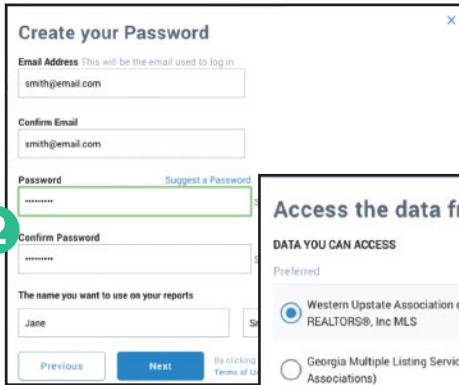 Create your Password
Email Address This will be the email used to log in
smith@email.com
Confirm Email
smith@email.com
Password Suggest a Password
Confirm Password
The name you want to use on your reports
Jane
Previous Next By clicking
Terms of
2
Access the data
DATA YOU CAN ACCESS
Preferred
Western Upstate Association
REALTORS®, Inc MLS
Georgia Multiple Listing
Associations)